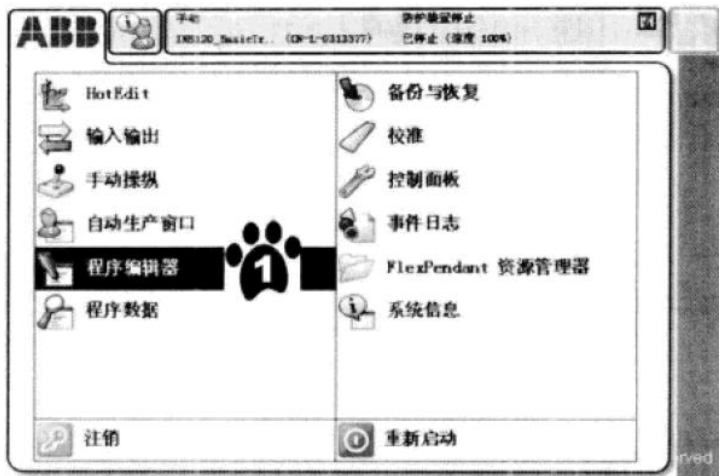 ABB
手动
防护装置停止
已停止 (速度 100%)
HotEdit
输入输出
手动操纵
自动生产窗口
程序编辑器
1
程序数据
备份与恢复
校准
控制面板
事件日志
FlexPendant 资源管理器
系统信息
注销
重新启动